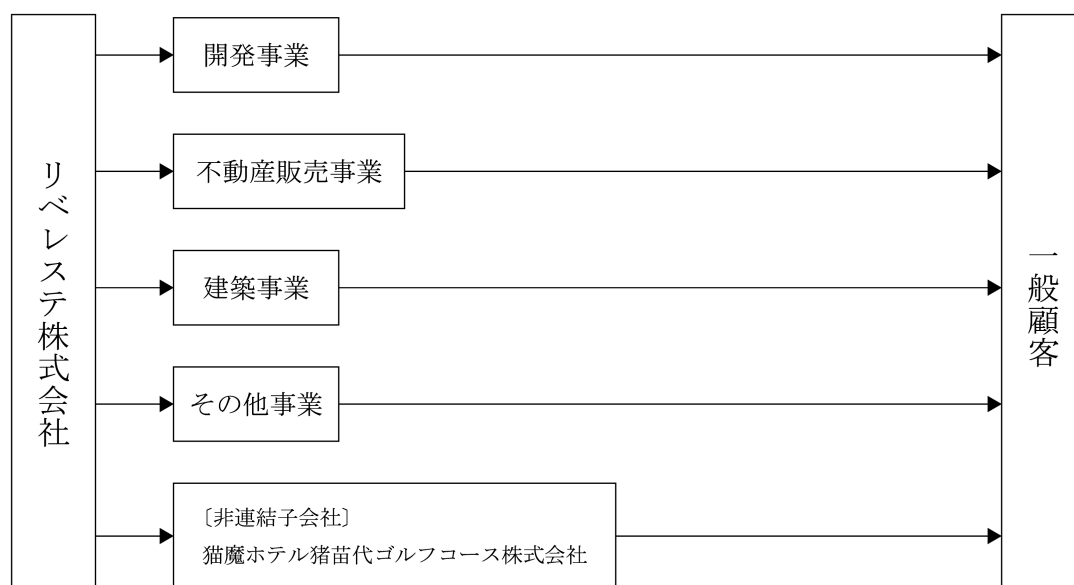 リベレステ株式会社
開発事業
不動産販売事業
建築事業
その他事業
〔非連結子会社〕
猫魔ホテル猪苗代ゴルフコース株式会社
一般顧客